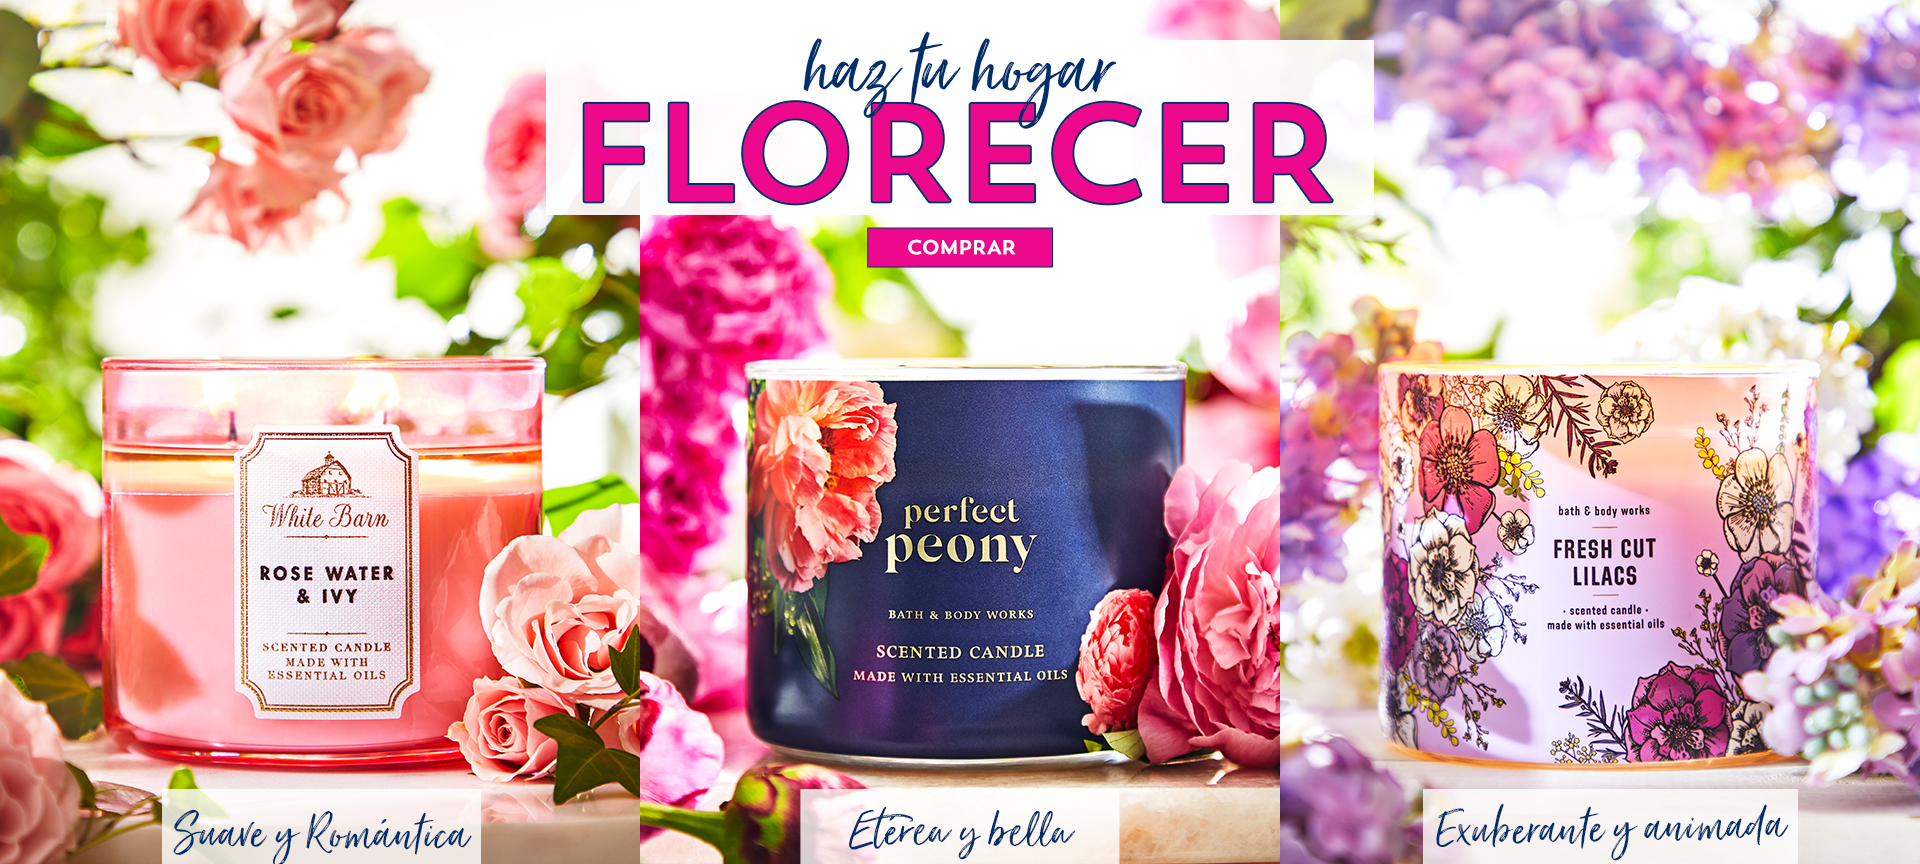 haz tu hogar
FLORECER
COMPRAR
White Barn
ROSE WATER
& IVY
SCENTED CANDLE
MADE WITH
ESSENTIAL OILS
Suave y Romántica
perfect
peony
BATH & BODY WORKS
SCENTED CANDLE
MADE WITH ESSENTIAL OILS
Etérea y bella
bath & body works
FRESH CUT
LILACS
· scented candle ·
made with essential oils
Exuberante y animada